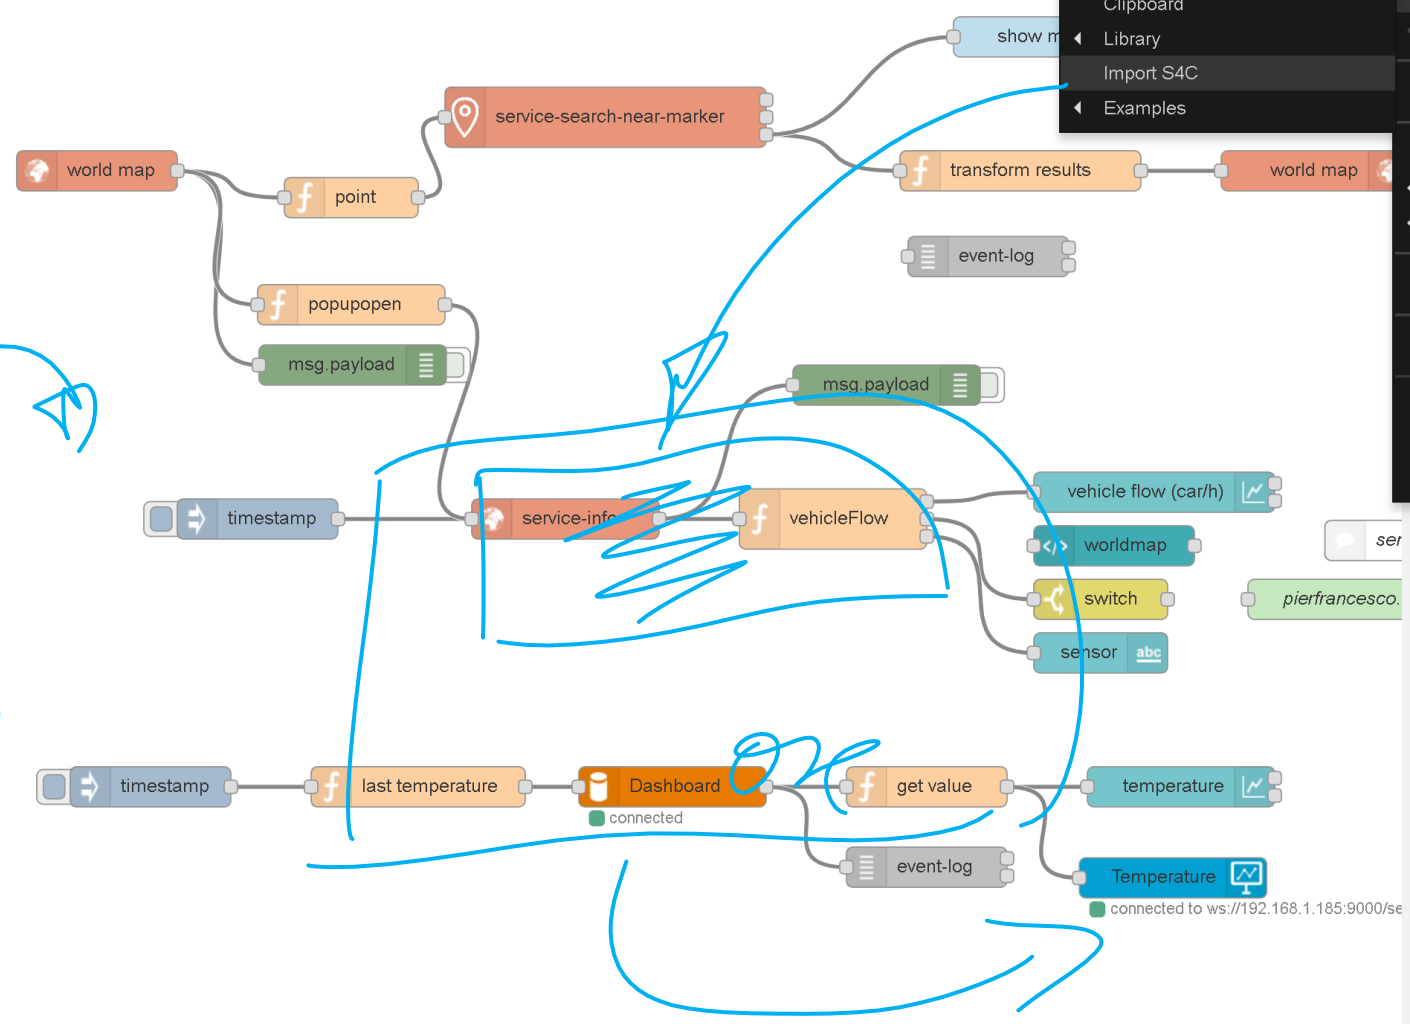 Clipboard
show m
Library
Import S4C
Examples
service-search-near-marker
world map
transform results
world map
point
event-log
popupopen
msg.payload
msg.payload
vehicle flow (car/h)
timestamp
service-info
vehicleFlow
worldmap
ser
switch
pierfrancesco.
sensor
abc
one
timestamp
last temperature
Dashboard
get value
temperature
connected
event-log
Temperature
connected to ws://192.168.1.185:9000/se